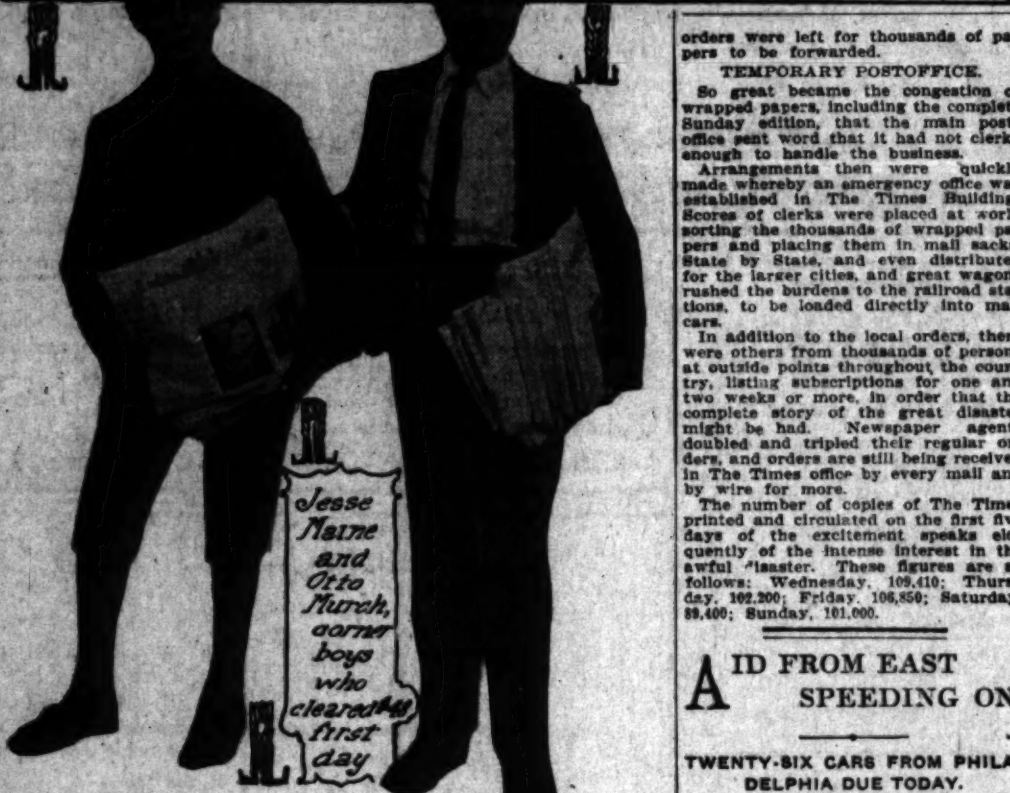 Jesse
Maine
and
Otto
Murch,
corner
boys
who
cleared $48
first
day
orders were left for thousands of pa
pers to be forwarded.
TEMPORARY POSTOFFICE.
So great became the congestion o
wrapped papers, including the complet
Sunday edition, that the main post
office sent word that it had not clerk
enough to handle the business.
Arrangements then were quickl
made whereby an emergency office wa
established in The Times Building
Scores of clerks were placed at work
sorting the thousands of wrapped pa
pers and placing them in mail sack
State by State, and even distribute
for the larger cities, and great wagon
rushed the burdens to the railroad sta
tions, to be loaded directly into ma
cars.
In addition to the local orders, ther
were others from thousands of person
at outside points throughout the coun
try, listing subscriptions for one an
two weeks or more, in order that th
complete story of the great disaste
might be had. Newspaper agent
doubled and tripled their regular or
ders, and orders are still being receive
in The Times office by every mail an
by wire for more.
The number of copies of The Time
printed and circulated on the first fiv
days of the excitement speaks elo
quently of the intense interest in th
awful disaster. These figures are a
follows: Wednesday, 109,410; Thurs
day, 102,200; Friday, 106,850; Saturday
89,400; Sunday, 101,000.
AID FROM EAST
SPEEDING ON
TWENTY-SIX CARS FROM PHILA
DELPHIA DUE TODAY.